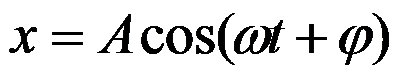 x = A cos(ωt + φ)